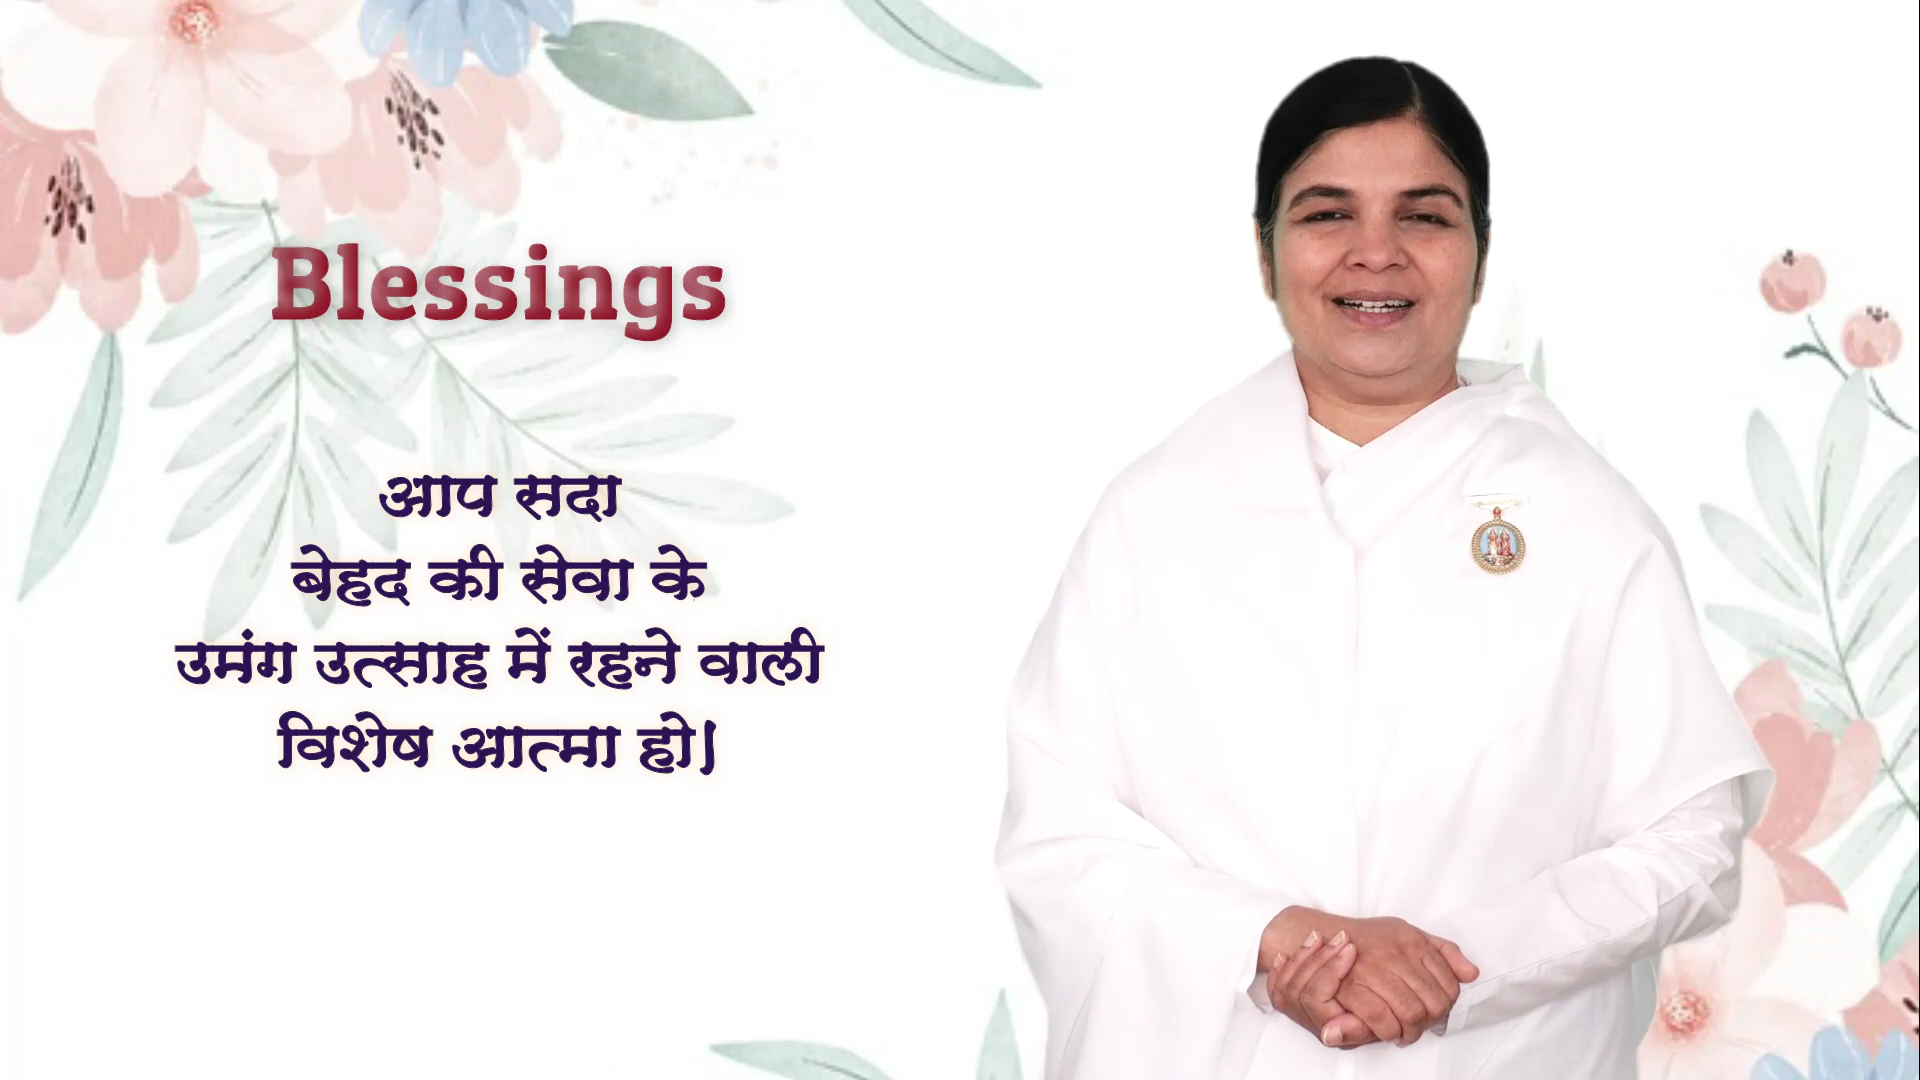 Blessings
आप सदा
बेहद की सेवा के
उमंग उत्साह में रहने वाली
विशेष आत्मा हो|